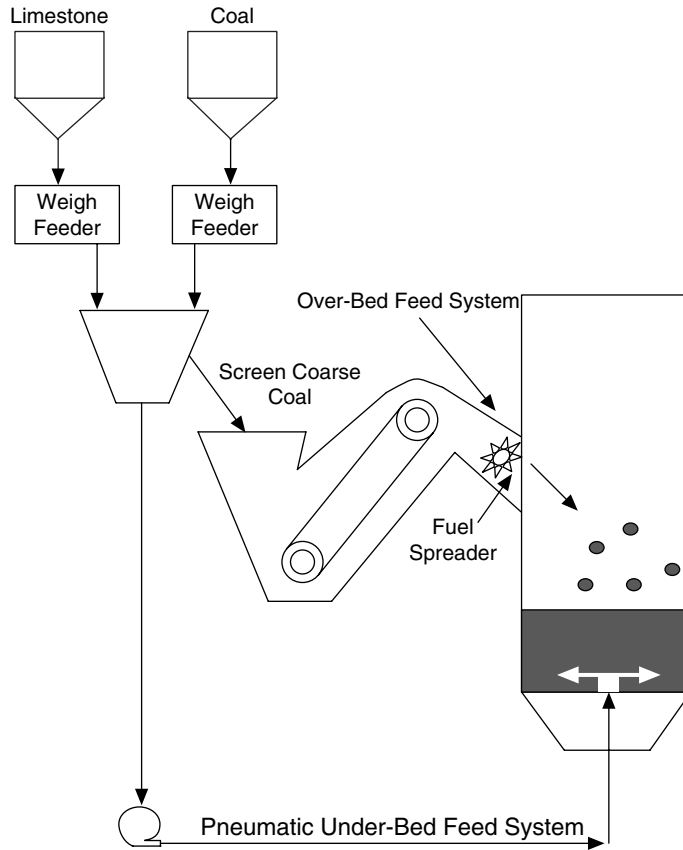 Limestone
Coal
Weigh
Feeder
Weigh
Feeder
Over-Bed Feed System
Screen Coarse
Coal
Fuel
Spreader
Pneumatic Under-Bed Feed System